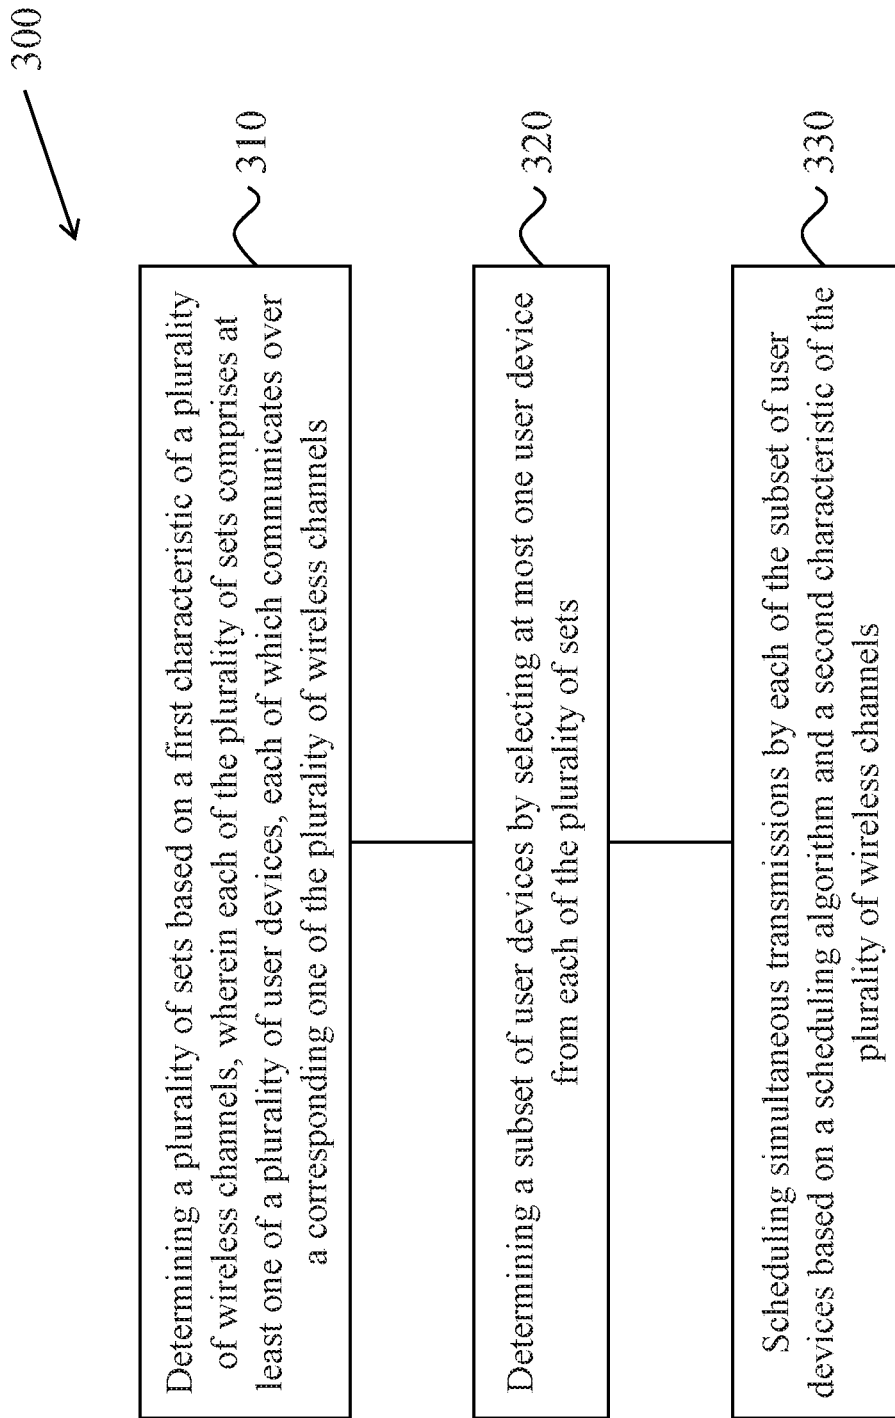 300
Determining a plurality of sets based on a first characteristic of a plurality
of wireless channels, wherein each of the plurality of sets comprises at
least one of a plurality of user devices, each of which communicates over
a corresponding one of the plurality of wireless channels
310
Determining a subset of user devices by selecting at most one user device
from each of the plurality of sets
320
Scheduling simultaneous transmissions by each of the subset of user
devices based on a scheduling algorithm and a second characteristic of the
plurality of wireless channels
330